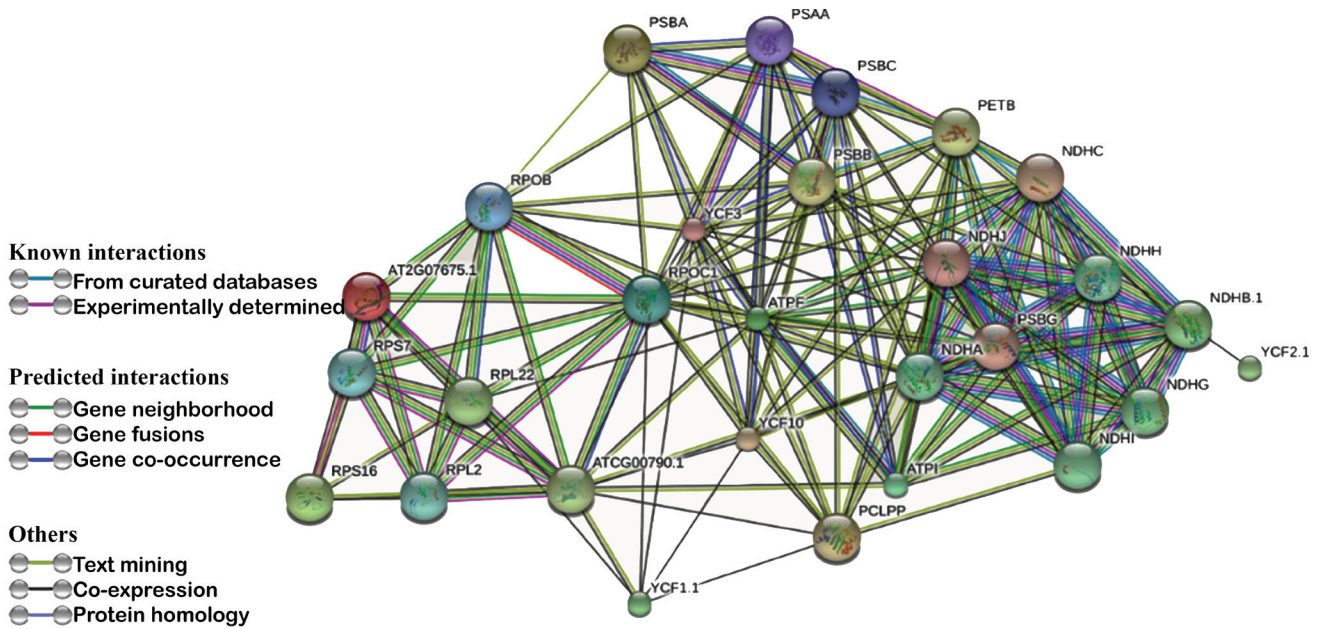 PSBA
PSAA
PSBC
PETB
NDHC
PSBB
RPOB
YCF3
NDHJ
NDHH
Known interactions
From curated databases
Experimentally determined
AT2G07675.1
RPOC1
ATPF
NDHB.1
PSBG
YCF2.1
RPS7
NDHA
Predicted interactions
Gene neighborhood
Gene fusions
Gene co-occurrence
RPL22
NDHG
YCF10
NDHI
RPS16
RPL2
ATCG00790.1
ATPI
PCLPP
Others
Text mining
Co-expression
Protein homology
YCF1.1